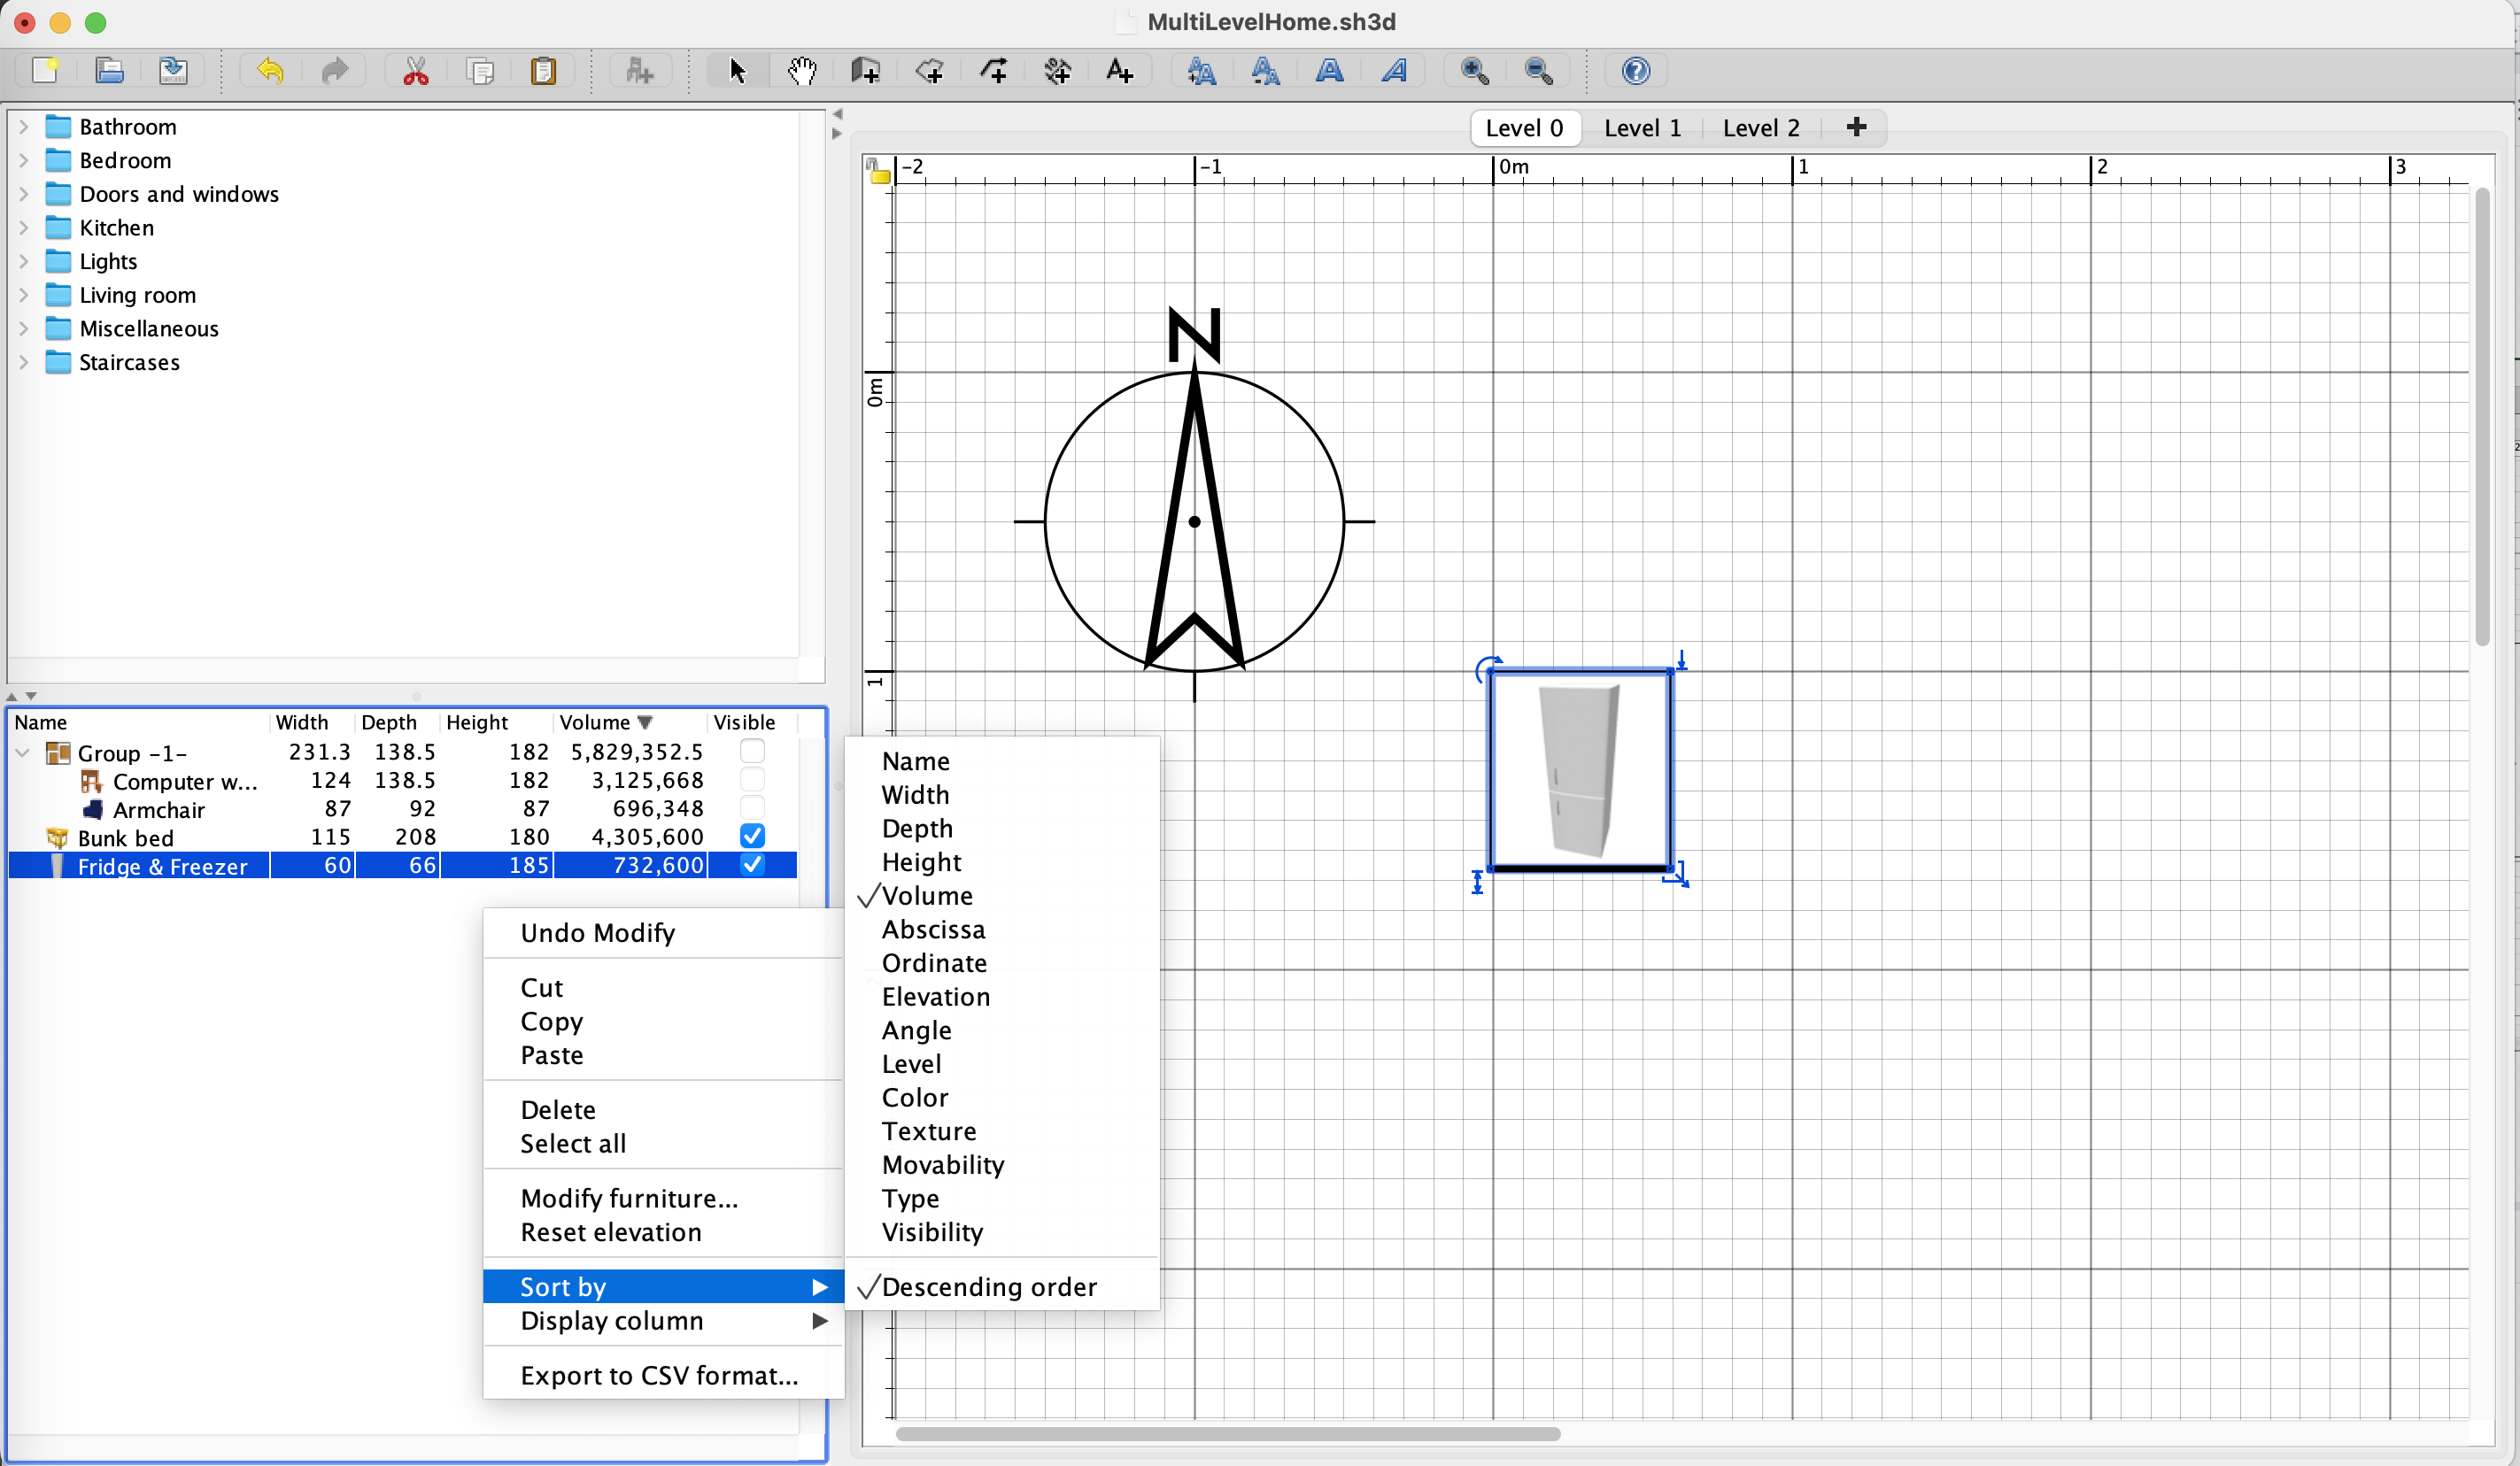 MultiLevelHome.sh3d
Bathroom
Bedroom
Doors and windows
Kitchen
Lights
Living room
Miscellaneous
Staircases
Level 0 Level 1 Level 2 +
-2 -1 0m 1 2 3
0m
1
N
Name Width Depth Height Volume Visible
Group -1- 231.3 138.5 182 5,829,352.5
Computer w... 124 138.5 182 3,125,668
Armchair 87 92 87 696,348
Bunk bed 115 208 180 4,305,600
Fridge & Freezer 60 66 185 732,600
Undo Modify
Cut
Copy
Paste
Delete
Select all
Modify furniture...
Reset elevation
Sort by
Display column
Export to CSV format...
Name
Width
Depth
Height
Volume
Abscissa
Ordinate
Elevation
Angle
Level
Color
Texture
Movability
Type
Visibility
Descending order